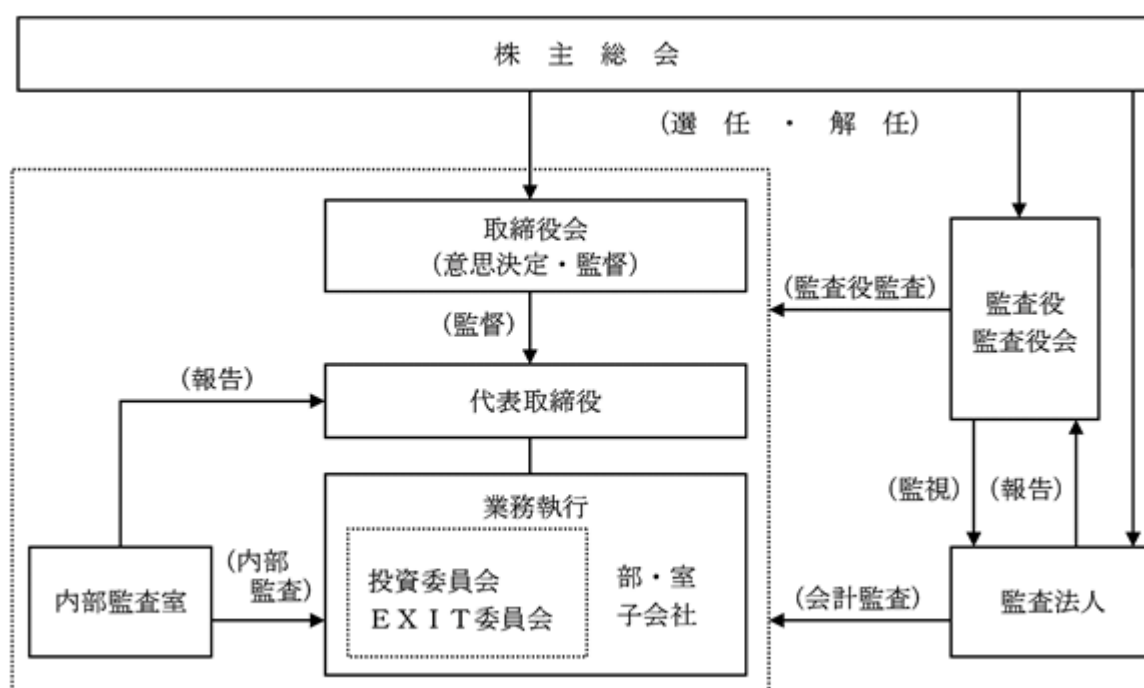 株主総会
(選任・解任)
取締役会
(意思決定・監督)
(監査役監査)
監査役
監査役会
(監督)
(報告)
代表取締役
(監視)
(報告)
業務執行
内部監査室
(内部
監査)
投資委員会
EXIT委員会
部・室
子会社
(会計監査)
監査法人